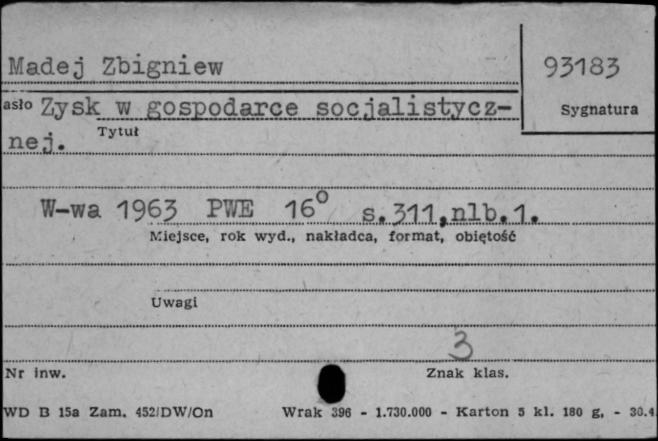 Madej Zbigniew
93183
asło Zysk w gospodarce socjalistycz-
Sygnatura
Tytuł
nej.
W-wa 1963 PWE 16° s.311,nlb.1.
Miejsce, rok wyd., nakładca, format, obiętość
Uwagi
3
Nr inw.
Znak klas.
WD B 15a Zam. 452/DW/On Wrak 396 - 1.730.000 - Karton 5 kl. 180 g, - 30.4